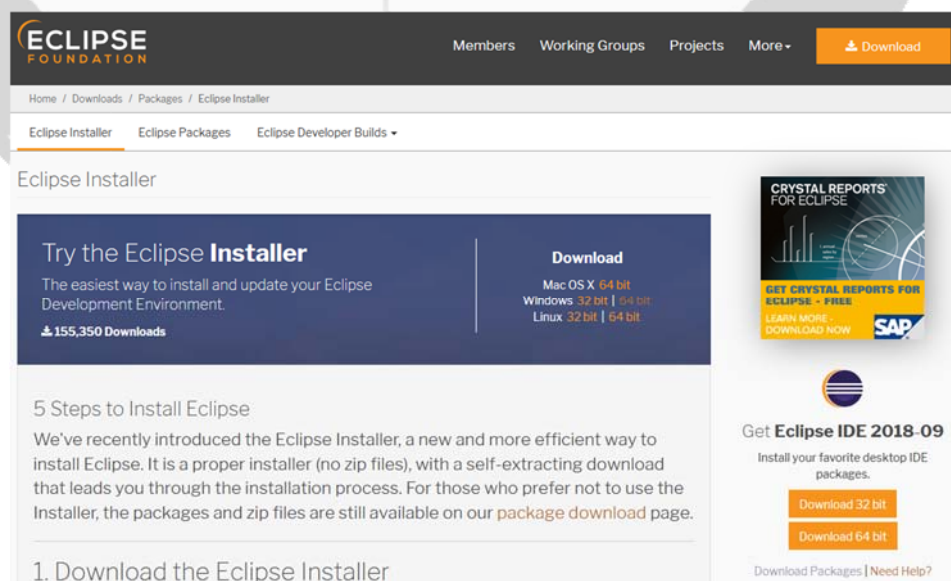 ECLIPSE
FOUNDATION
Members Working Groups Projects More Download
Home / Downloads / Packages / Eclipse Installer
Eclipse Installer Eclipse Packages Eclipse Developer Builds
Eclipse Installer
Try the Eclipse Installer
The easiest way to install and update your Eclipse
Development Environment.
155,350 Downloads
Download
Mac OS X 64 bit
Windows 32 bit | 64 bit
Linux 32 bit | 64 bit
5 Steps to Install Eclipse
We've recently introduced the Eclipse Installer, a new and more efficient way to
install Eclipse. It is a proper installer (no zip files), with a self-extracting download
that leads you through the installation process. For those who prefer not to use the
Installer, the packages and zip files are still available on our package download page.
1. Download the Eclipse Installer
CRYSTAL REPORTS
FOR ECLIPSE
GET CRYSTAL REPORTS FOR
ECLIPSE - FREE
LEARN MORE -
DOWNLOAD NOW
SAP
Get Eclipse IDE 2018-09
Install your favorite desktop IDE
packages.
Download 32 bit
Download 64 bit
Download Packages | Need Help?